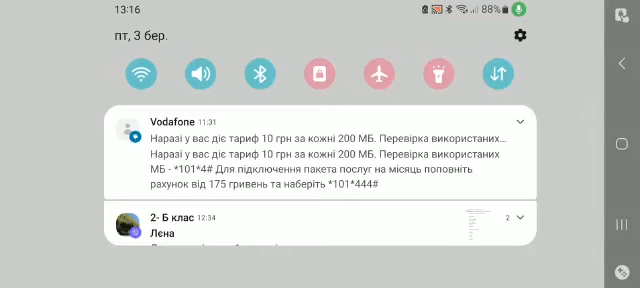 13:16
88%
пт, 3 бер.
Vodafone 11:31
Наразі у вас діє тариф 10 грн за кожні 200 МБ. Перевірка використаних...
Наразі у вас діє тариф 10 грн за кожні 200 МБ. Перевірка використаних
МБ - *101*4# Для підключення пакета послуг на місяць поповніть
рахунок від 175 гривень та наберіть *101*444#
2- Б клас 12:34
2
Лєна